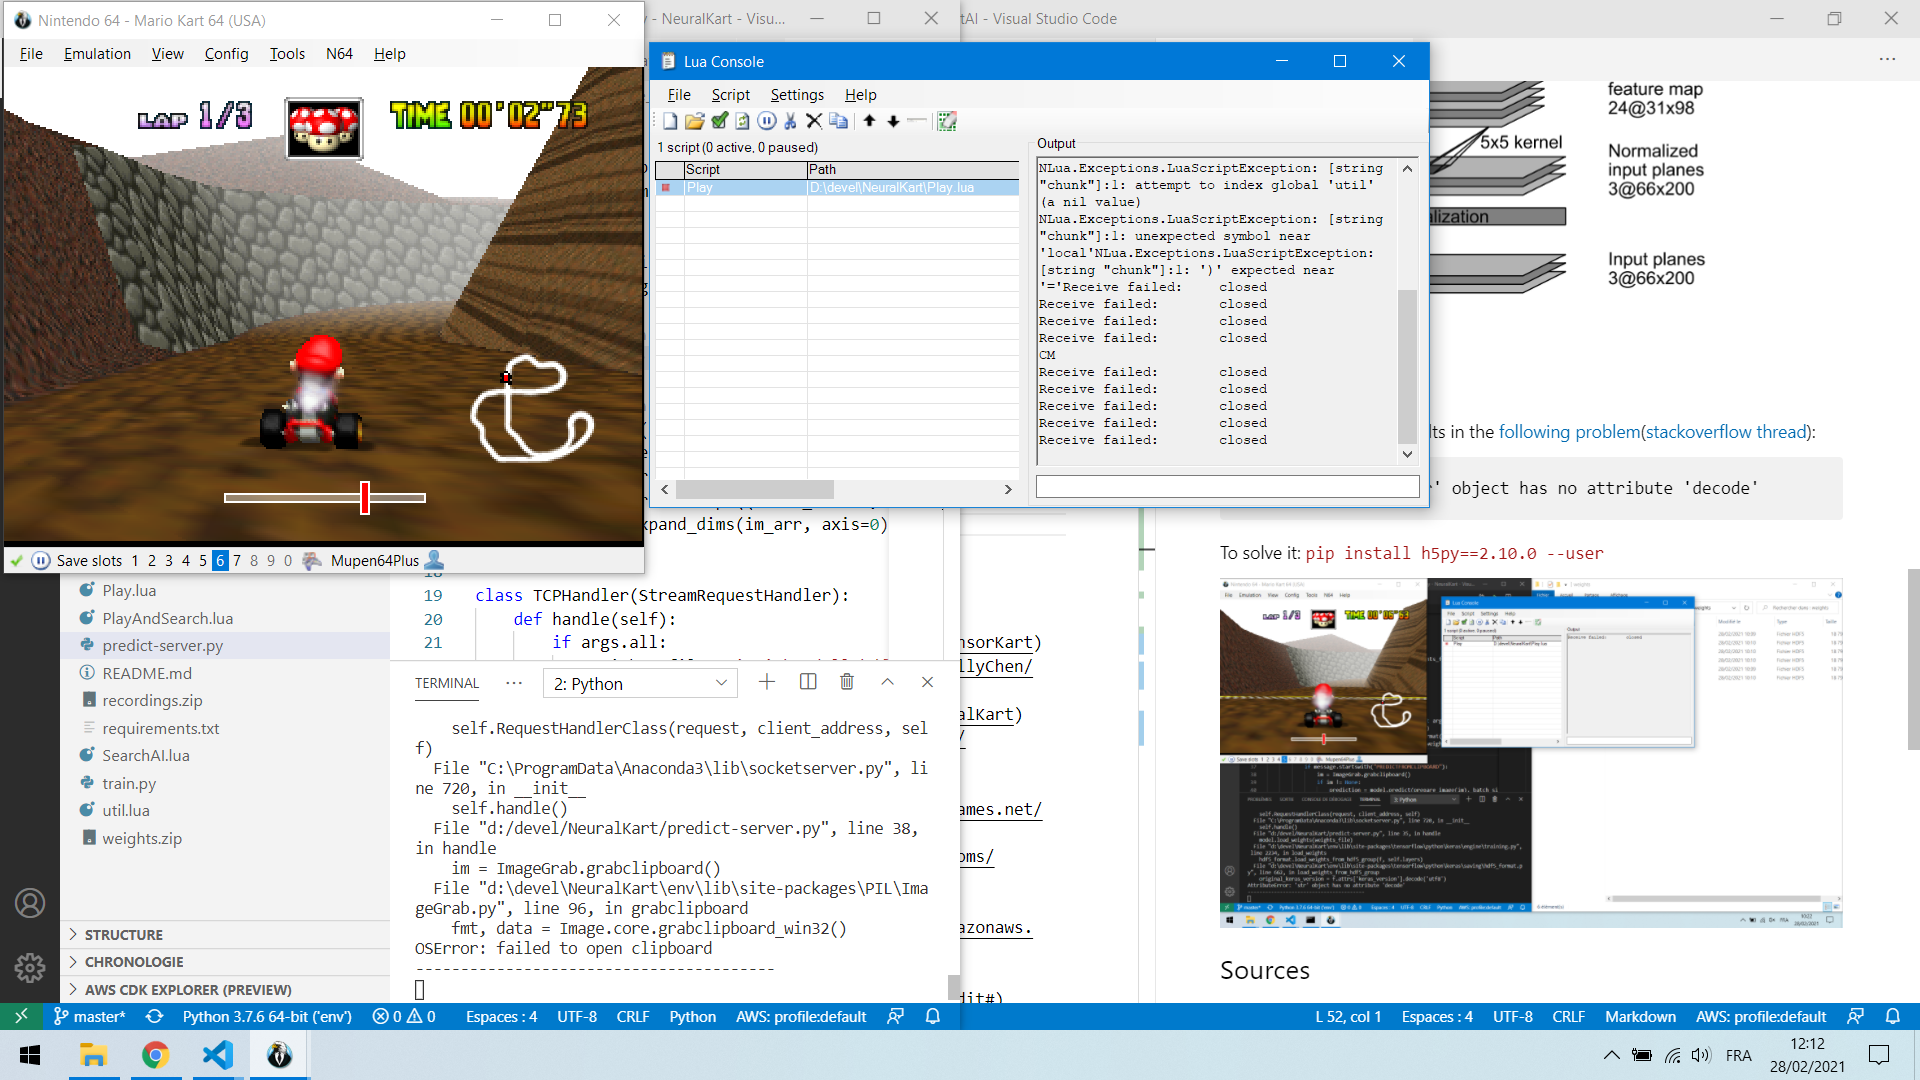 Nintendo 64 - Mario Kart 64 (USA)
File Emulation View Config Tools N64 Help
LAP 1/3
TIME 00'02"73
Save slots 1 2 3 4 5 6 7 8 9 0 Mupen64Plus
- NeuralKart - Visu...
tAI - Visual Studio Code
Lua Console
File Script Settings Help
1 script (0 active, 0 paused)
Script Path
Play D:\devel\NeuralKart\Play.lua
Output
NLua.Exceptions.LuaScriptException: [string
"chunk"]:1: attempt to index global 'util'
(a nil value)
NLua.Exceptions.LuaScriptException: [string
"chunk"]:1: unexpected symbol near
'local'NLua.Exceptions.LuaScriptException:
[string "chunk"]:1: ')' expected near
'='Receive failed: closed
Receive failed: closed
Receive failed: closed
Receive failed: closed
CM
Receive failed: closed
Receive failed: closed
Receive failed: closed
Receive failed: closed
Receive failed: closed
feature map
24@31x98
5x5 kernel
Normalized
input planes
3@66x200
lization
Input planes
3@66x200
lts in the following problem(stackoverflow thread):
' object has no attribute 'decode'
To solve it: pip install h5py==2.10.0 --user
Sources
Play.lua
PlayAndSearch.lua
predict-server.py
README.md
recordings.zip
requirements.txt
SearchAI.lua
train.py
util.lua
weights.zip
STRUCTURE
CHRONOLOGIE
AWS CDK EXPLORER (PREVIEW)
xpand_dims(im_arr, axis=0)
19 class TCPHandler(StreamRequestHandler):
20 def handle(self):
21 if args.all:
TERMINAL ... 2: Python
self.RequestHandlerClass(request, client_address, sel
f)
File "C:\ProgramData\Anaconda3\lib\socketserver.py", li
ne 720, in __init__
self.handle()
File "d:/devel/NeuralKart/predict-server.py", line 38,
in handle
im = ImageGrab.grabclipboard()
File "d:\devel\NeuralKart\env\lib\site-packages\PIL\Ima
geGrab.py", line 96, in grabclipboard
fmt, data = Image.core.grabclipboard_win32()
OSError: failed to open clipboard
----------------------------------------
nsorKart)
llyChen/
alKart)
ames.net/
oms/
azonaws.
dit#)
master* Python 3.7.6 64-bit ('env') 0 0 Espaces : 4 UTF-8 CRLF Python AWS: profile:default
L 52, col 1 Espaces : 4 UTF-8 CRLF Markdown AWS: profile:default
FRA
12:12
28/02/2021